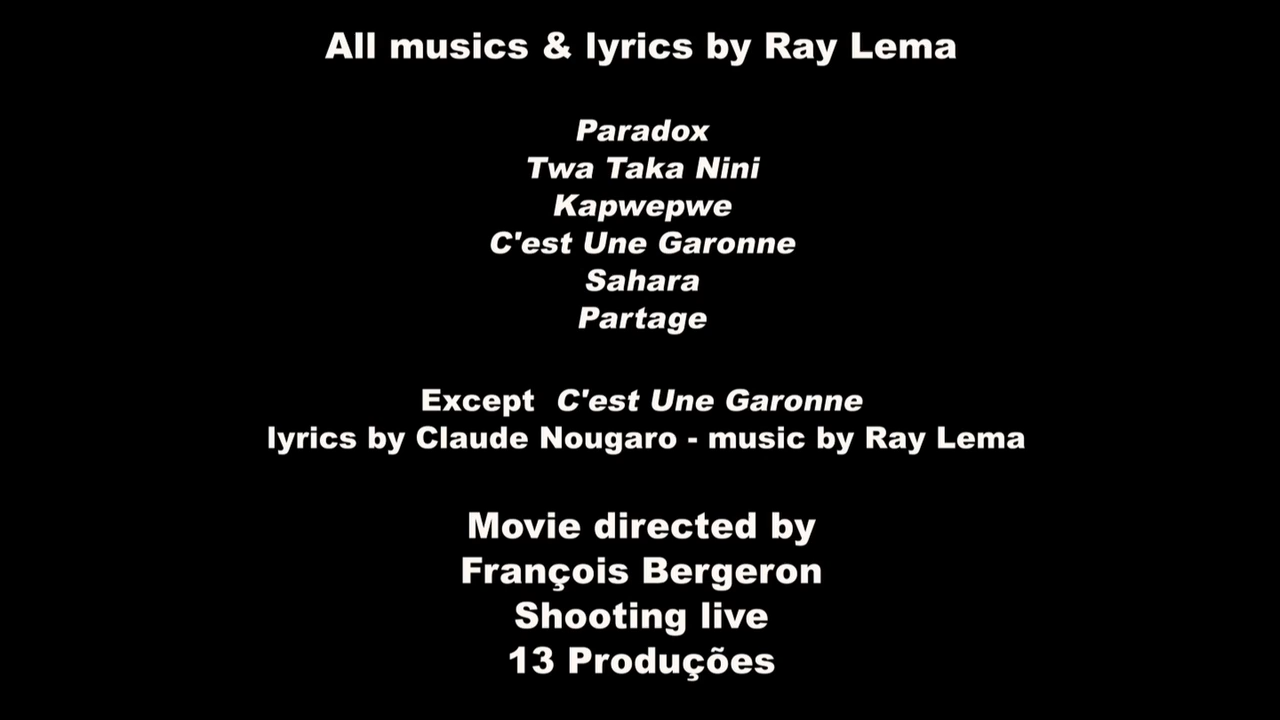 All musics & lyrics by Ray Lema
Paradox
Twa Taka Nini
Kapwepwe
C'est Une Garonne
Sahara
Partage
Except C'est Une Garonne
lyrics by Claude Nougaro - music by Ray Lema
Movie directed by
François Bergeron
Shooting live
13 Produções